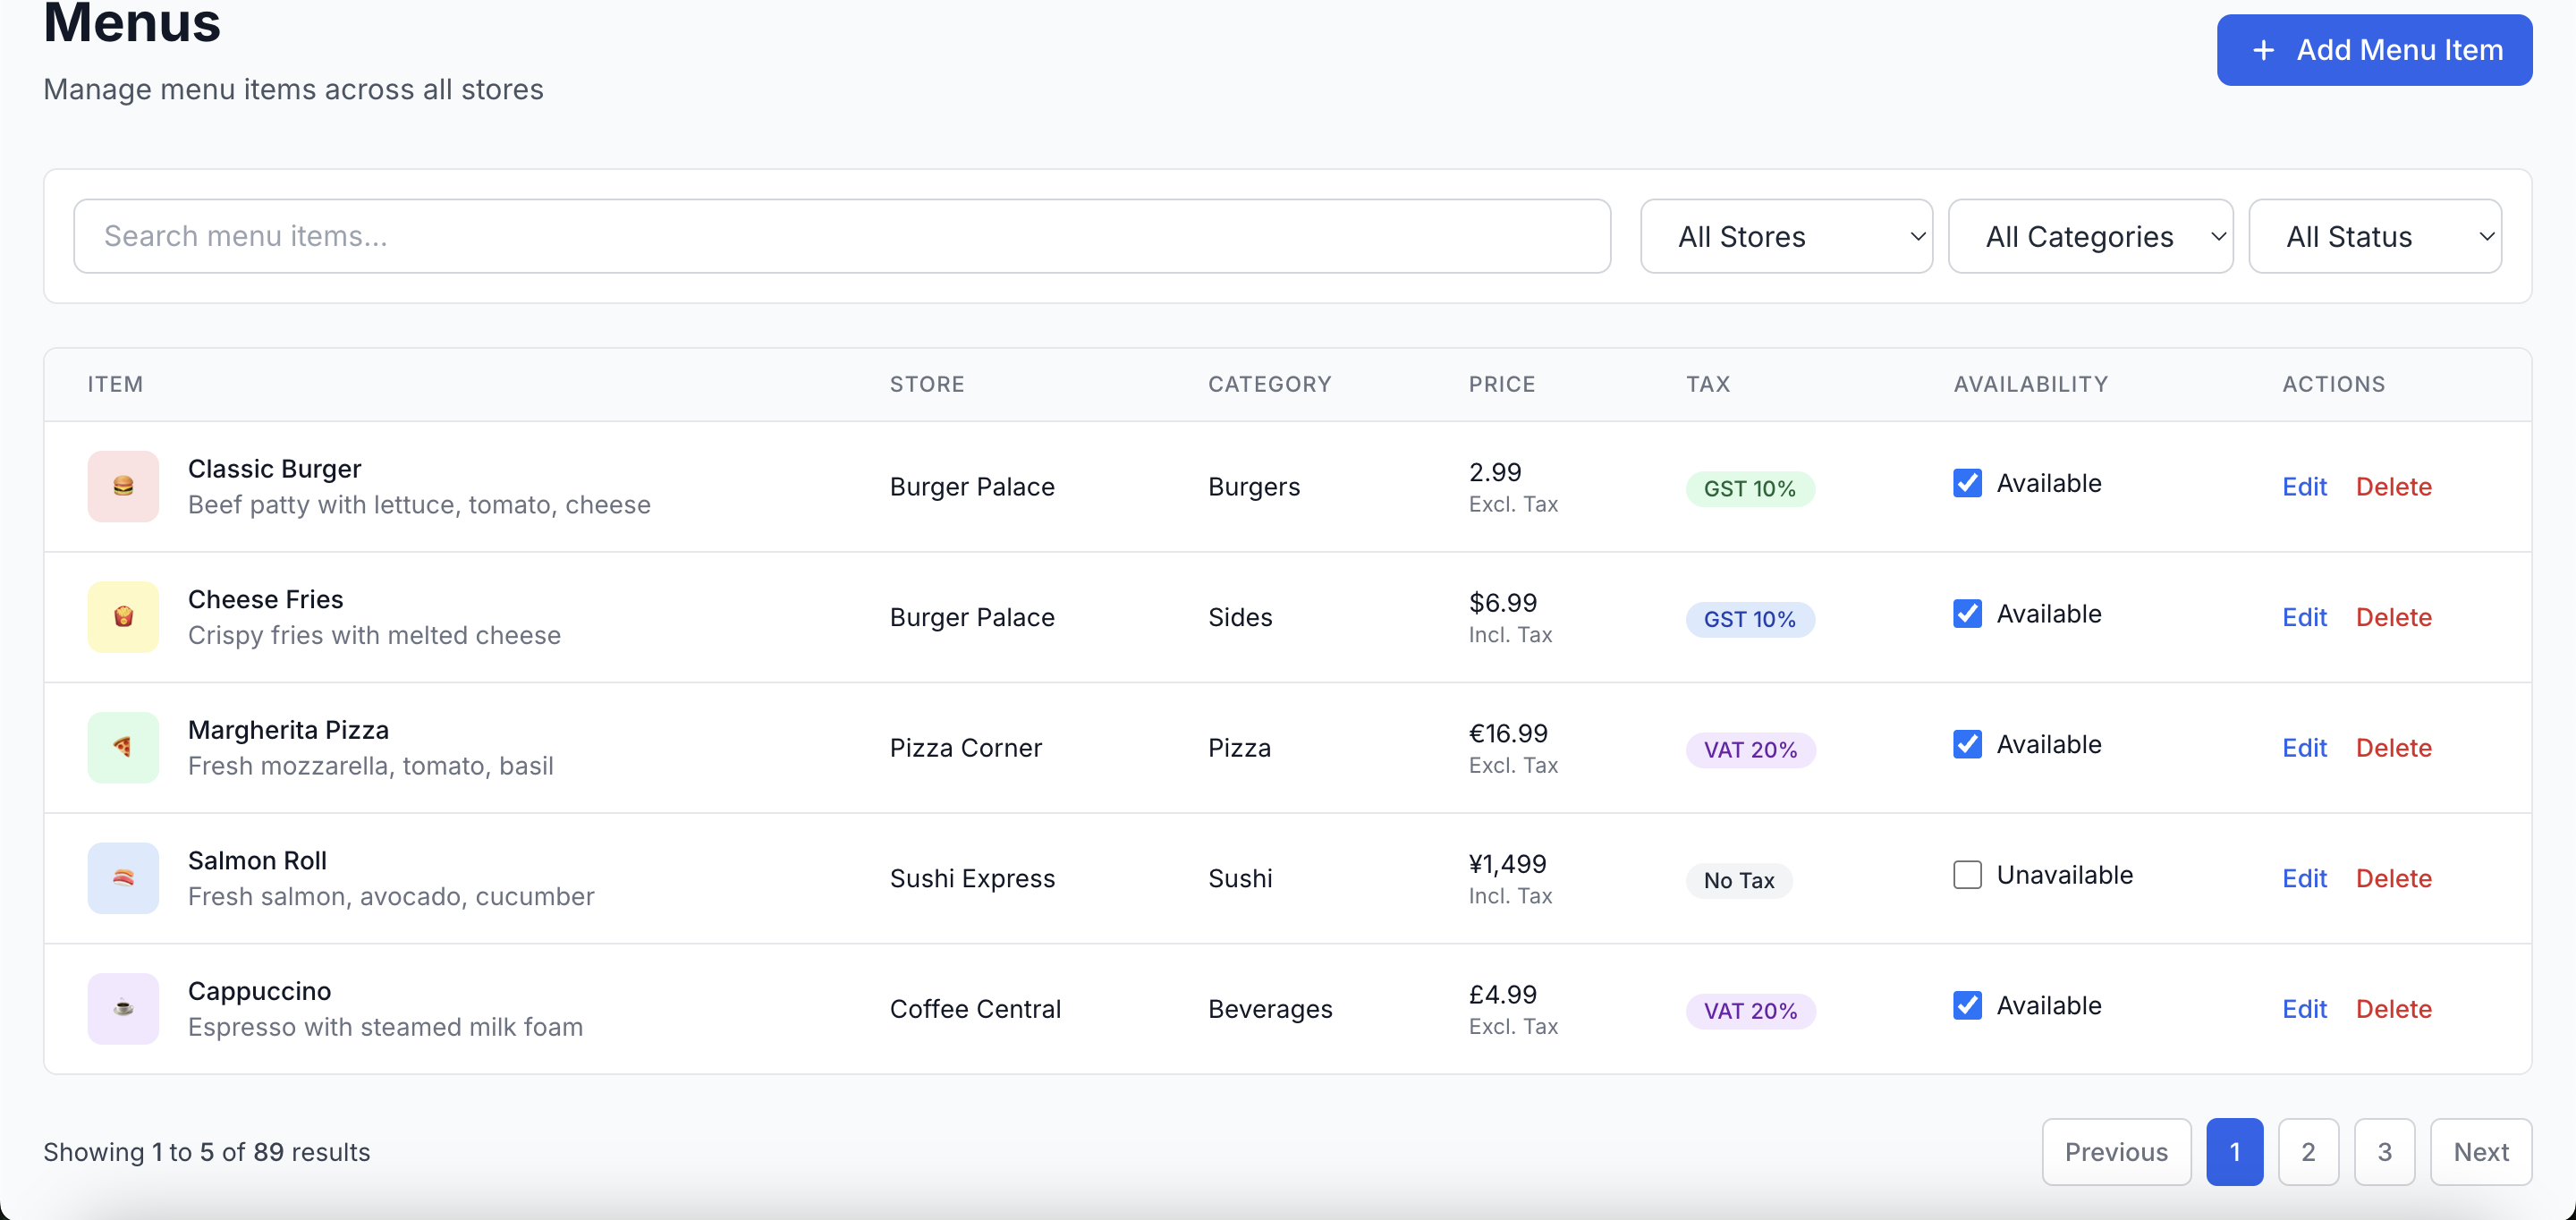 Menus
Manage menu items across all stores
+ Add Menu Item
Search menu items...
All Stores
All Categories
All Status
ITEM STORE CATEGORY PRICE TAX AVAILABILITY ACTIONS
Classic Burger
Beef patty with lettuce, tomato, cheese
Burger Palace
Burgers
2.99
Excl. Tax
GST 10%
Available
Edit Delete
Cheese Fries
Crispy fries with melted cheese
Burger Palace
Sides
$6.99
Incl. Tax
GST 10%
Available
Edit Delete
Margherita Pizza
Fresh mozzarella, tomato, basil
Pizza Corner
Pizza
€16.99
Excl. Tax
VAT 20%
Available
Edit Delete
Salmon Roll
Fresh salmon, avocado, cucumber
Sushi Express
Sushi
¥1,499
Incl. Tax
No Tax
Unavailable
Edit Delete
Cappuccino
Espresso with steamed milk foam
Coffee Central
Beverages
£4.99
Excl. Tax
VAT 20%
Available
Edit Delete
Showing 1 to 5 of 89 results
Previous 1 2 3 Next